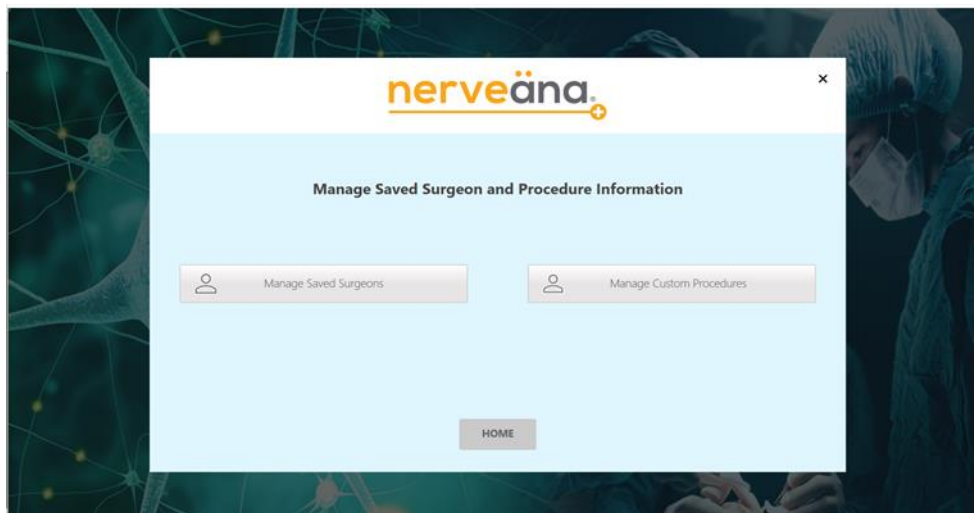 nerveäna®
×
Manage Saved Surgeon and Procedure Information
Manage Saved Surgeons
Manage Custom Procedures
HOME